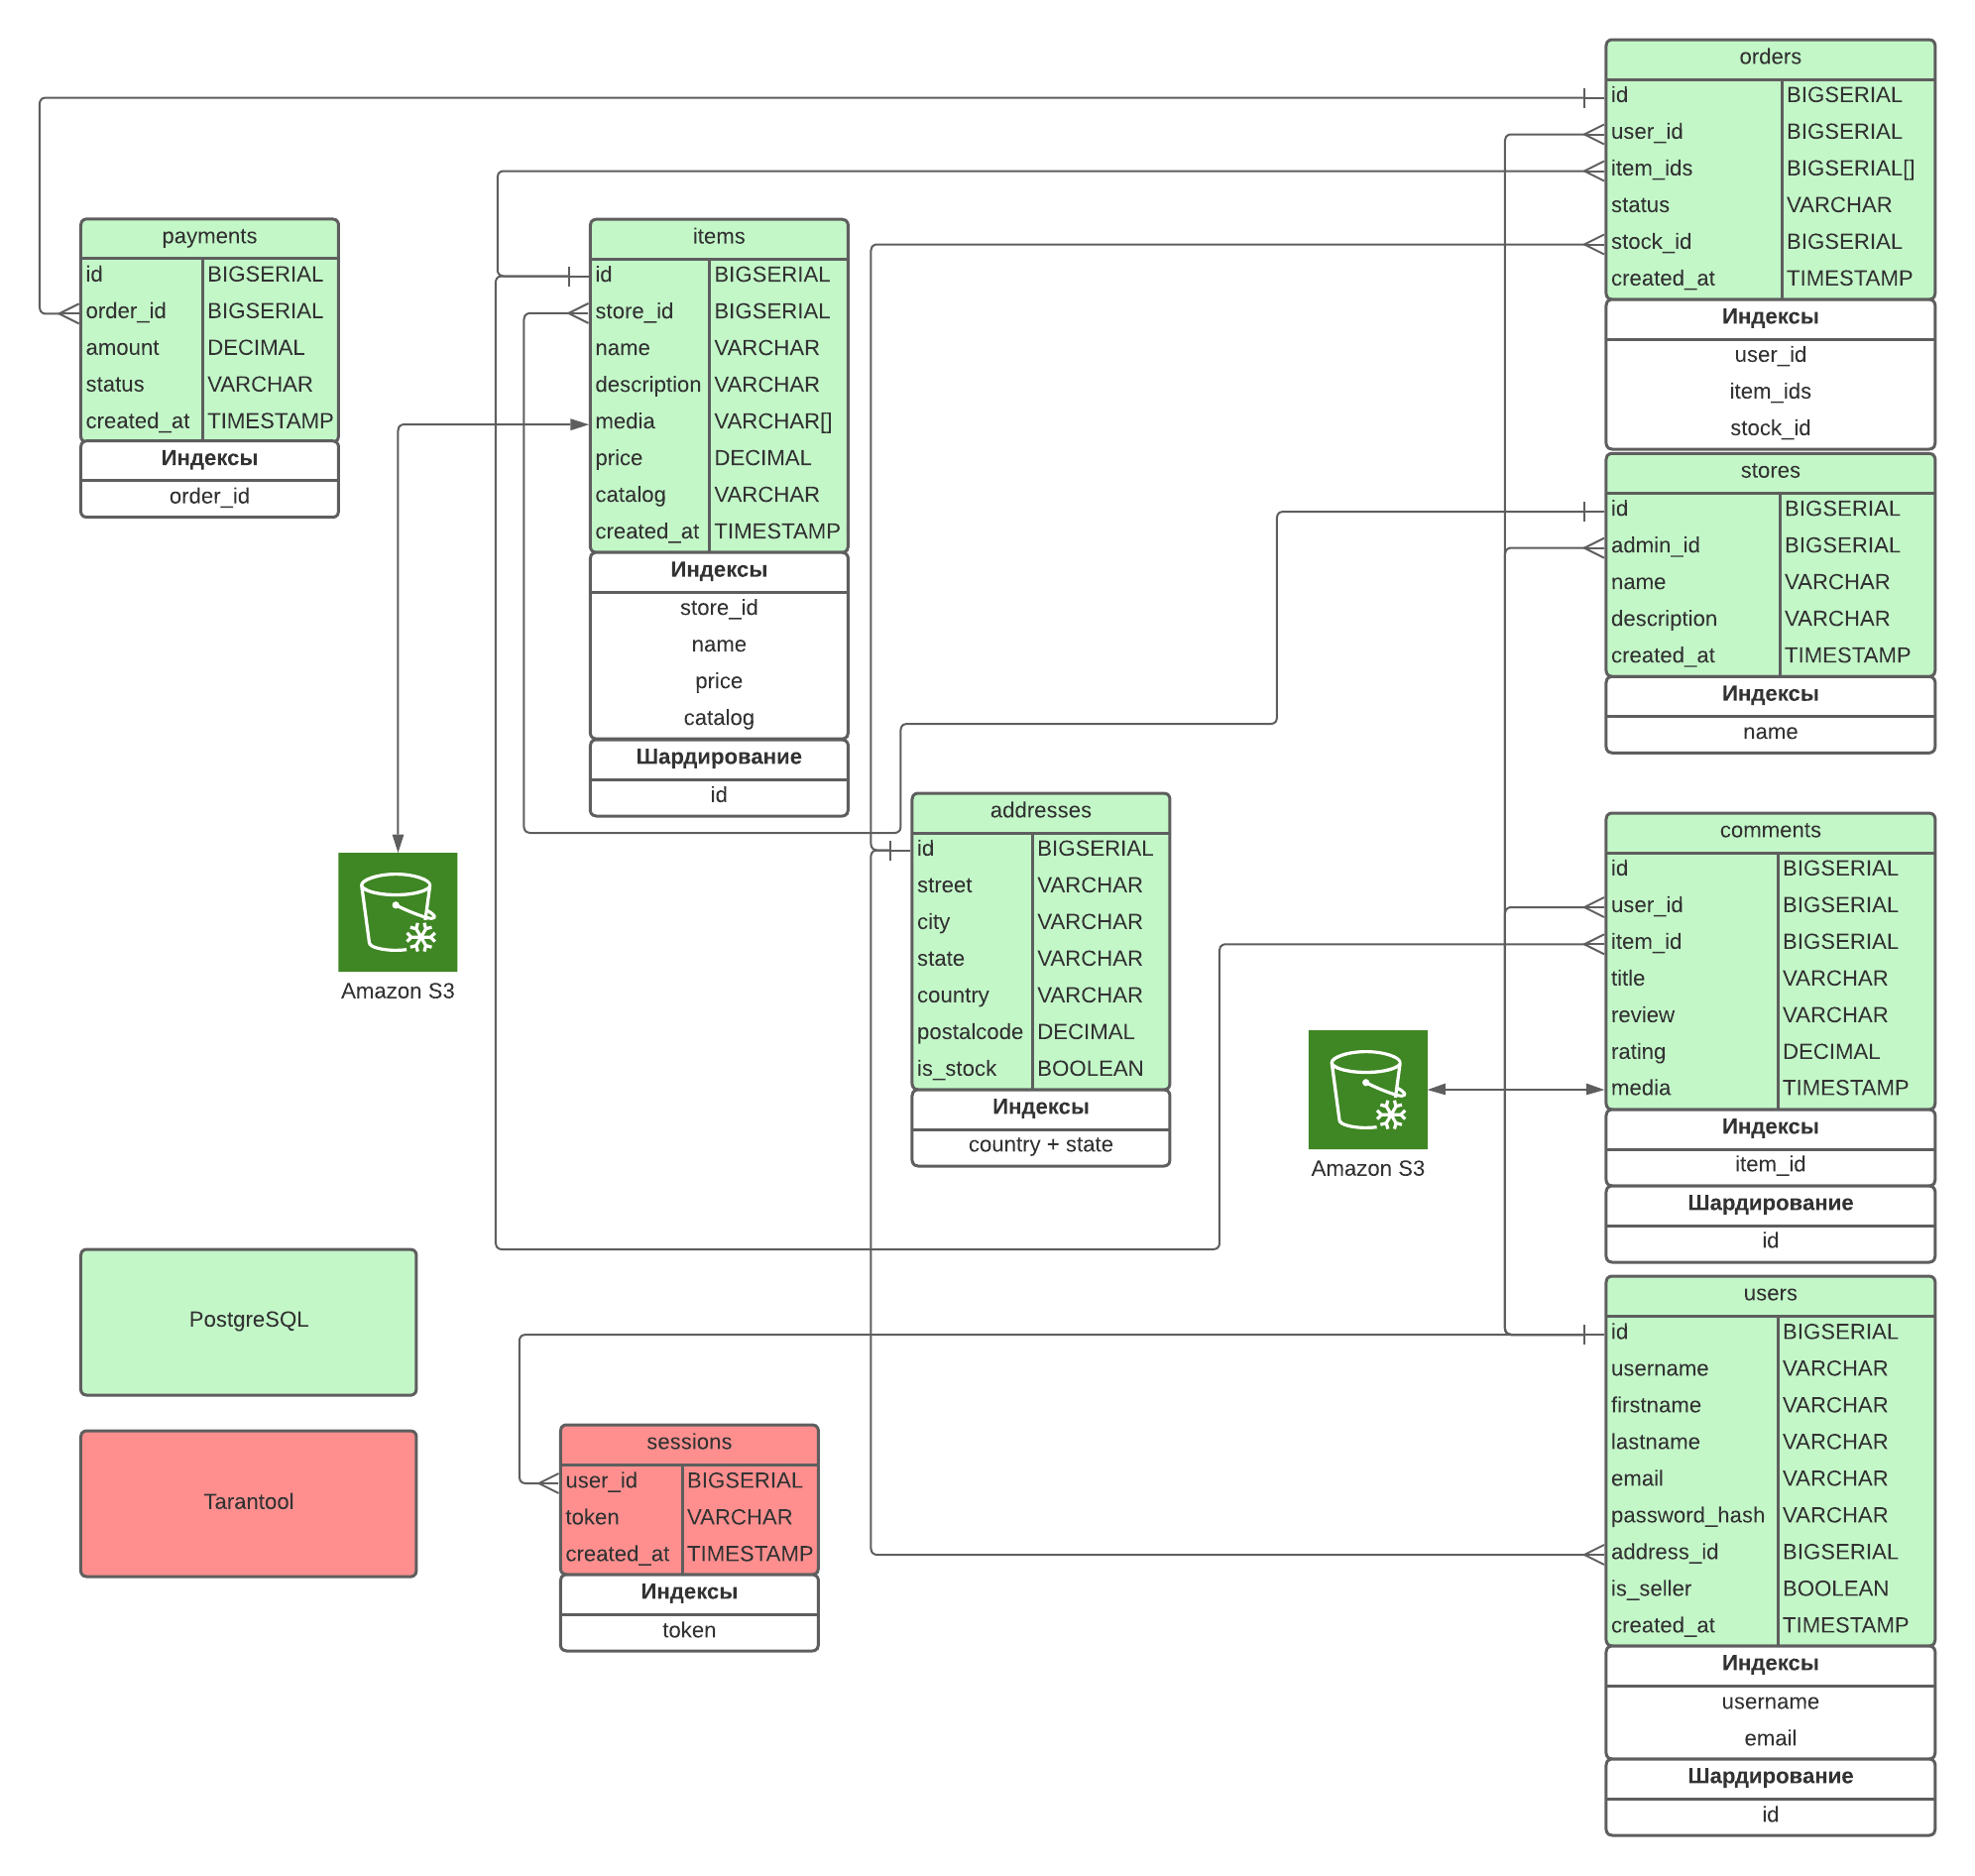 orders
id BIGSERIAL
user_id BIGSERIAL
item_ids BIGSERIAL[]
status VARCHAR
stock_id BIGSERIAL
created_at TIMESTAMP
Индексы
user_id
item_ids
stock_id
payments
id BIGSERIAL
order_id BIGSERIAL
amount DECIMAL
status VARCHAR
created_at TIMESTAMP
Индексы
order_id
items
id BIGSERIAL
store_id BIGSERIAL
name VARCHAR
description VARCHAR
media VARCHAR[]
price DECIMAL
catalog VARCHAR
created_at TIMESTAMP
Индексы
store_id
name
price
catalog
Шардирование
id
stores
id BIGSERIAL
admin_id BIGSERIAL
name VARCHAR
description VARCHAR
created_at TIMESTAMP
Индексы
name
addresses
id BIGSERIAL
street VARCHAR
city VARCHAR
state VARCHAR
country VARCHAR
postalcode DECIMAL
is_stock BOOLEAN
Индексы
country + state
Amazon S3
comments
id BIGSERIAL
user_id BIGSERIAL
item_id BIGSERIAL
title VARCHAR
review VARCHAR
rating DECIMAL
media TIMESTAMP
Индексы
item_id
Шардирование
id
Amazon S3
PostgreSQL
Tarantool
sessions
user_id BIGSERIAL
token VARCHAR
created_at TIMESTAMP
Индексы
token
users
id BIGSERIAL
username VARCHAR
firstname VARCHAR
lastname VARCHAR
email VARCHAR
password_hash VARCHAR
address_id BIGSERIAL
is_seller BOOLEAN
created_at TIMESTAMP
Индексы
username
email
Шардирование
id